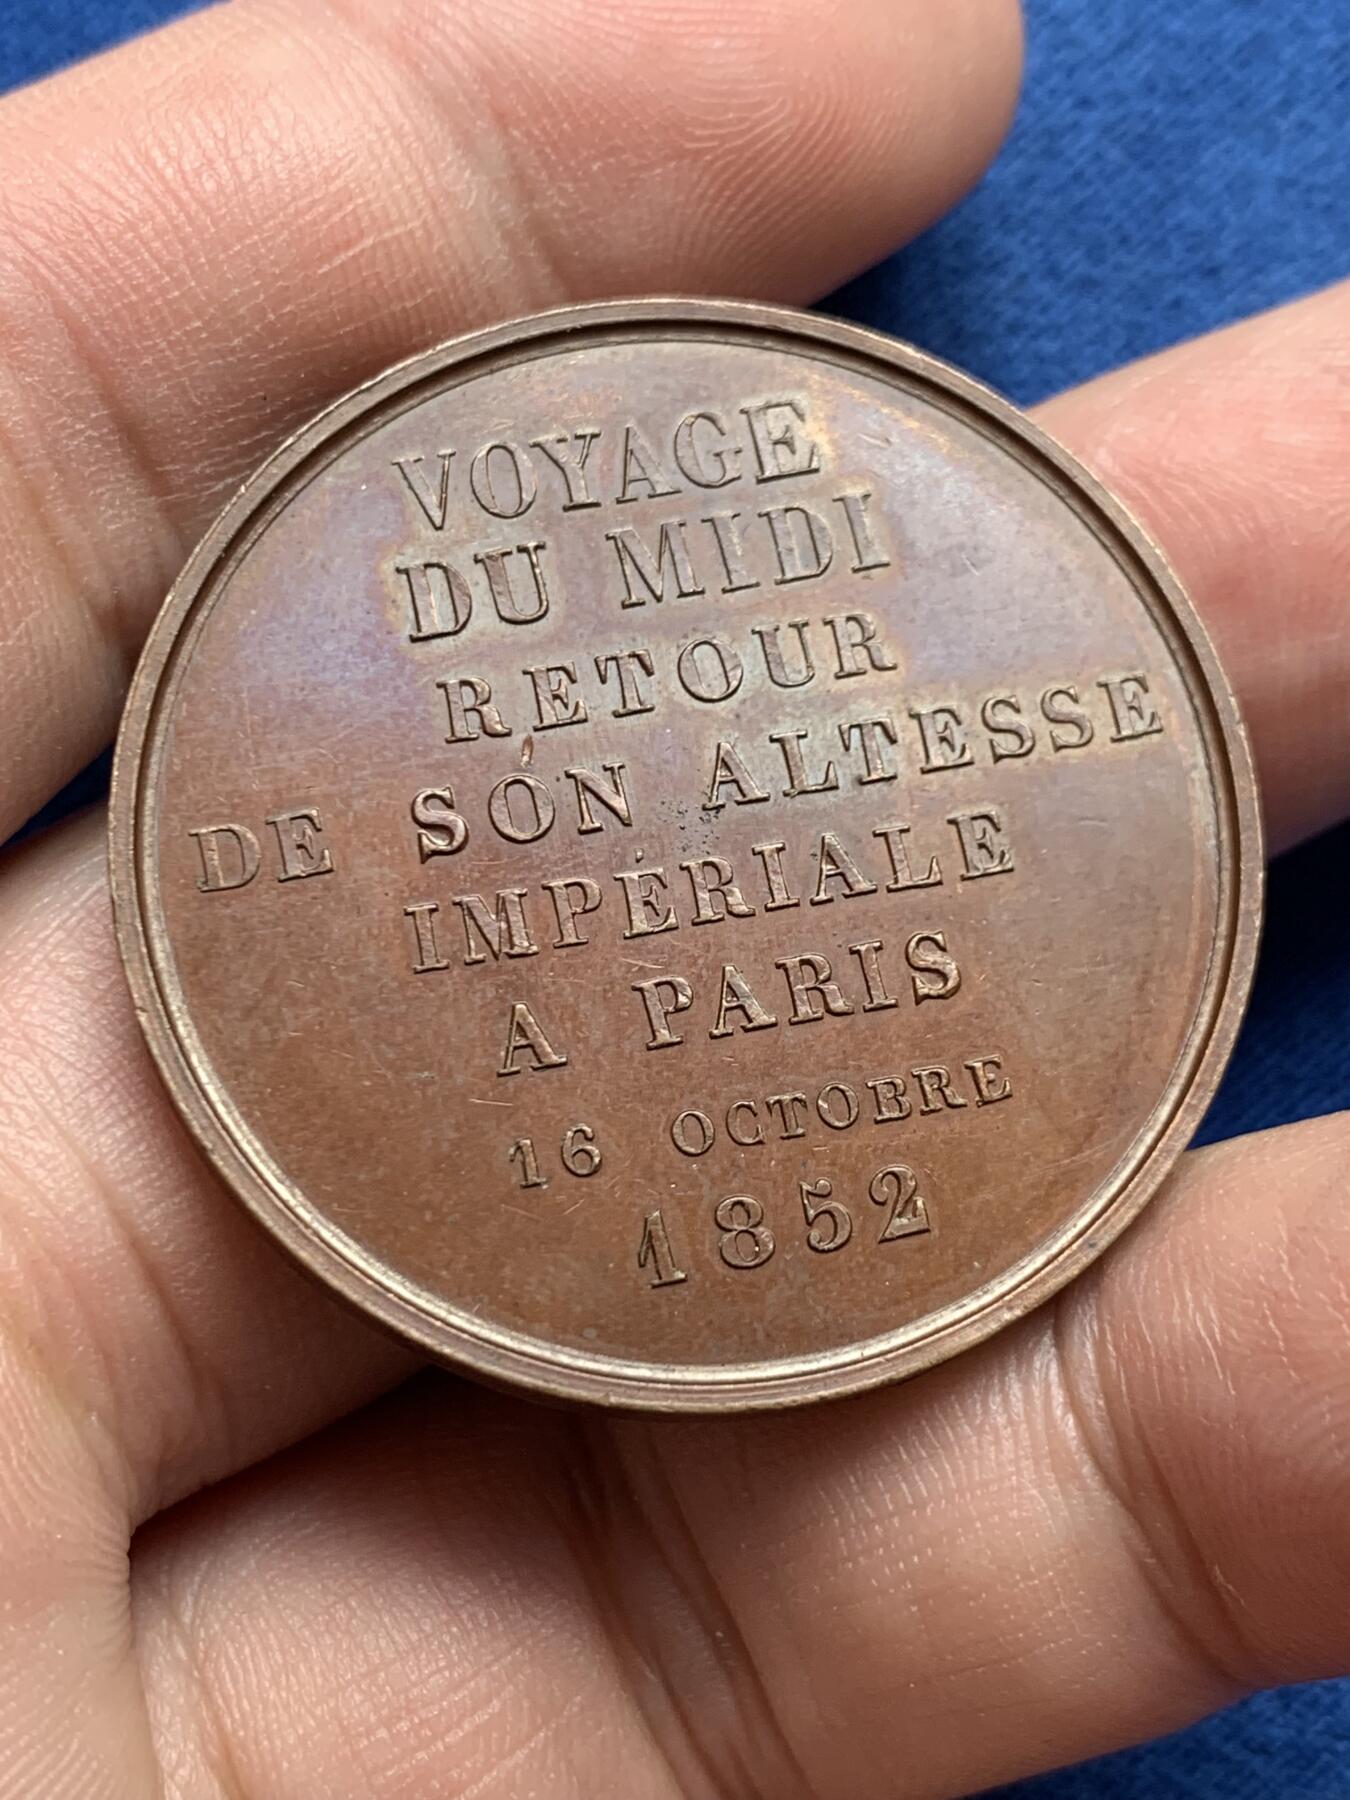 VOYAGE
DU MIDI
RETOUR
DE SON ALTESSE
IMPÉRIALE
A PARIS
16 OCTOBRE
1852